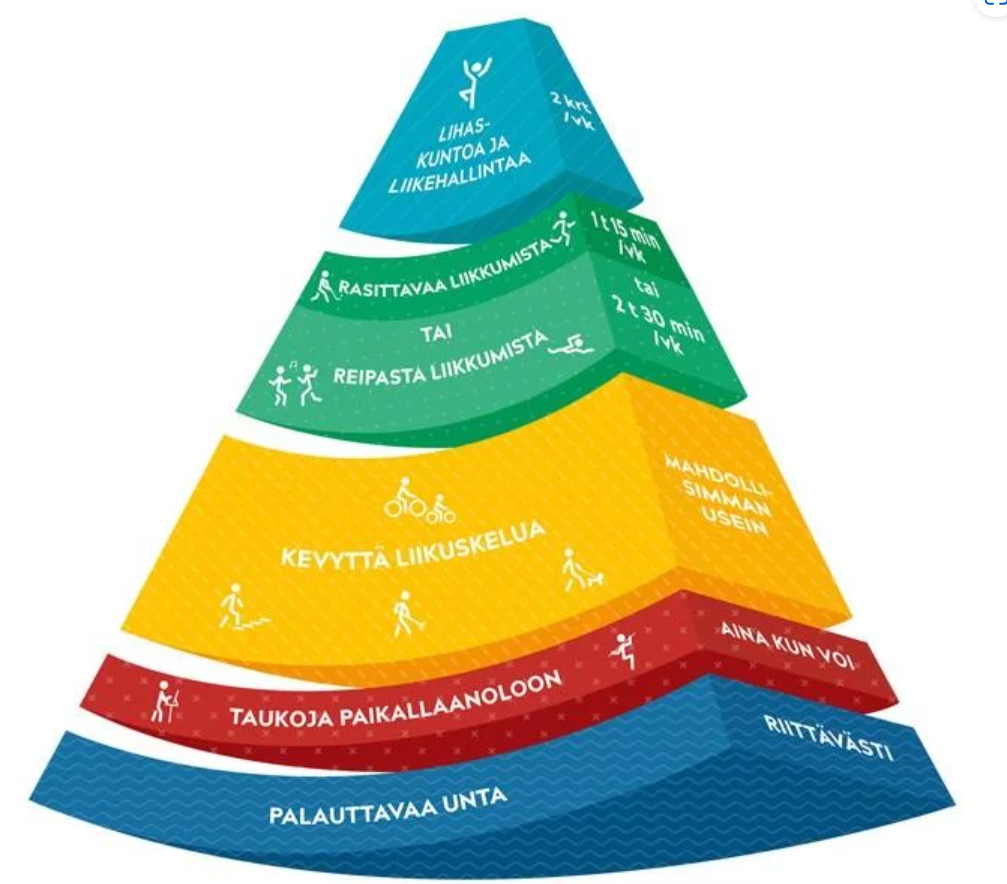 LIHAS-
KUNTOA JA
LIIKEHALLINTAA
2 krt
/vk
RASITTAVAA LIIKKUMISTA
1 t 15 min
/vk
TAI
REIPASTA LIIKKUMISTA
tai
2 t 30 min
/vk
KEVYTTÄ LIIKUSKELUA
MAHDOLLI-
SIMMAN
USEIN
TAUKOJA PAIKALLAANOLOON
AINA KUN VOI
PALAUTTAVAA UNTA
RIITTÄVÄSTI